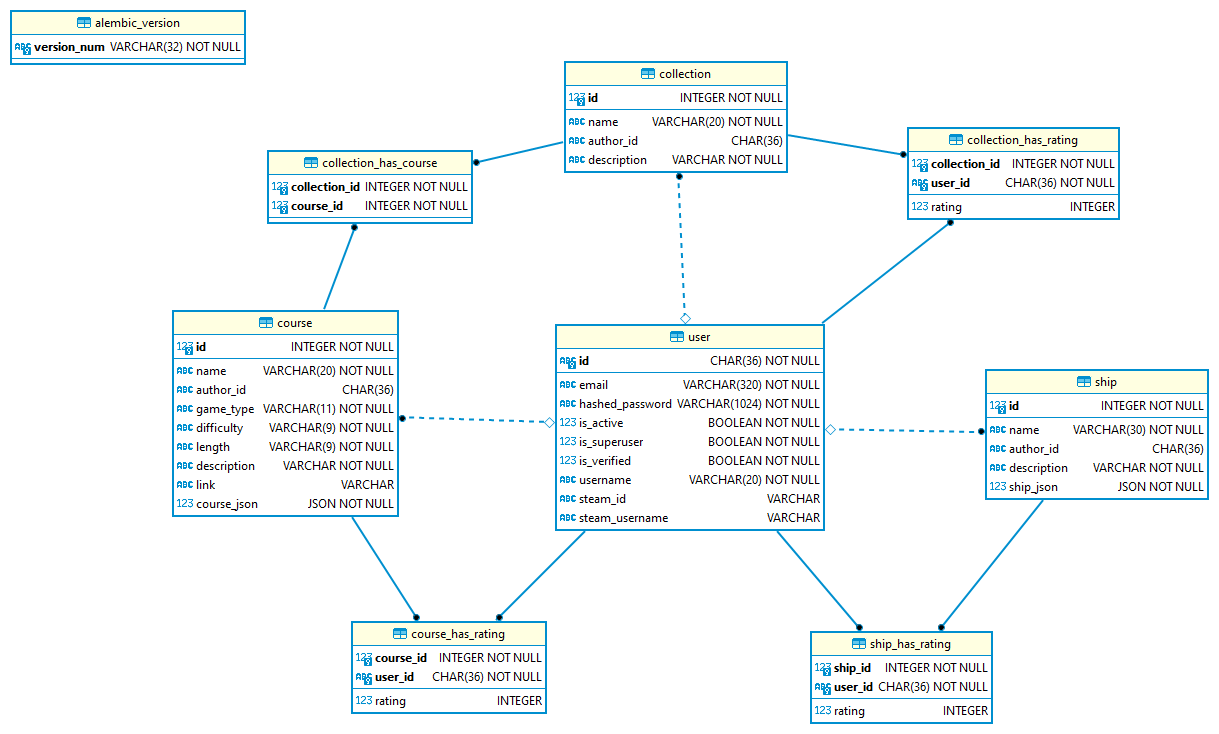 alembic_version
ABC version_num VARCHAR(32) NOT NULL
collection
123 id INTEGER NOT NULL
ABC name VARCHAR(20) NOT NULL
ABC author_id CHAR(36)
ABC description VARCHAR NOT NULL
collection_has_rating
123 collection_id INTEGER NOT NULL
ABC user_id CHAR(36) NOT NULL
123 rating INTEGER
collection_has_course
123 collection_id INTEGER NOT NULL
123 course_id INTEGER NOT NULL
course
123 id INTEGER NOT NULL
ABC name VARCHAR(20) NOT NULL
ABC author_id CHAR(36)
ABC game_type VARCHAR(11) NOT NULL
ABC difficulty VARCHAR(9) NOT NULL
ABC length VARCHAR(9) NOT NULL
ABC description VARCHAR NOT NULL
ABC link VARCHAR
123 course_json JSON NOT NULL
user
ABC id CHAR(36) NOT NULL
ABC email VARCHAR(320) NOT NULL
ABC hashed_password VARCHAR(1024) NOT NULL
123 is_active BOOLEAN NOT NULL
123 is_superuser BOOLEAN NOT NULL
123 is_verified BOOLEAN NOT NULL
ABC username VARCHAR(20) NOT NULL
ABC steam_id VARCHAR
ABC steam_username VARCHAR
ship
123 id INTEGER NOT NULL
ABC name VARCHAR(30) NOT NULL
ABC author_id CHAR(36)
ABC description VARCHAR NOT NULL
123 ship_json JSON NOT NULL
course_has_rating
123 course_id INTEGER NOT NULL
ABC user_id CHAR(36) NOT NULL
123 rating INTEGER
ship_has_rating
123 ship_id INTEGER NOT NULL
ABC user_id CHAR(36) NOT NULL
123 rating INTEGER